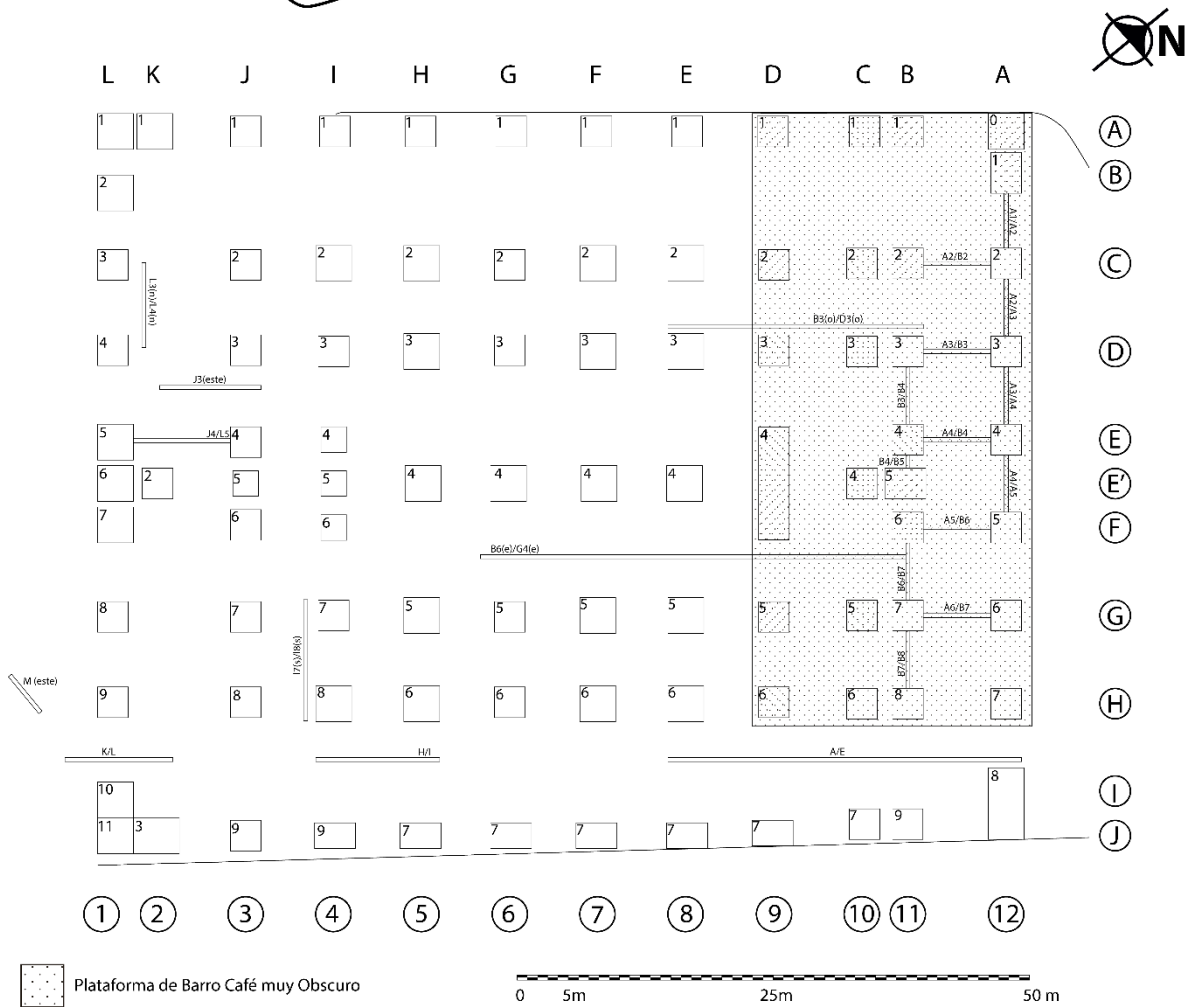 N
L K J I H G F E D C B A
1 1 1 1 1 1 1 1 1 1 1 0 A
2 1 B
A1/A2
3 2 2 2 2 2 2 2 2 2 A2/B2 2 C
L3(n)/L4(n)
A2/A3
B3(o)/D3(o)
4 3 3 3 3 3 3 3 3 3 A3/B3 3 D
J3(este)
B3/B4
A3/A4
5 J4/L5 4 4 4 4 A4/B4 4 E
B4/B5
6 2 5 5 4 4 4 4 4 5 E'
A4/A5
7 6 6 6 A5/B6 5 F
B6(e)/G4(e)
B6/B7
8 7 7 5 5 5 5 5 5 7 A6/B7 6 G
I7(s)/I8(s)
B7/B8
M (este)
9 8 8 6 6 6 6 6 6 8 7 H
K/L H/I A/E
10 8 I
11 3 9 9 7 7 7 7 7 7 9 J
1 2 3 4 5 6 7 8 9 10 11 12
Plataforma de Barro Café muy Obscuro
0 5m 25m 50 m